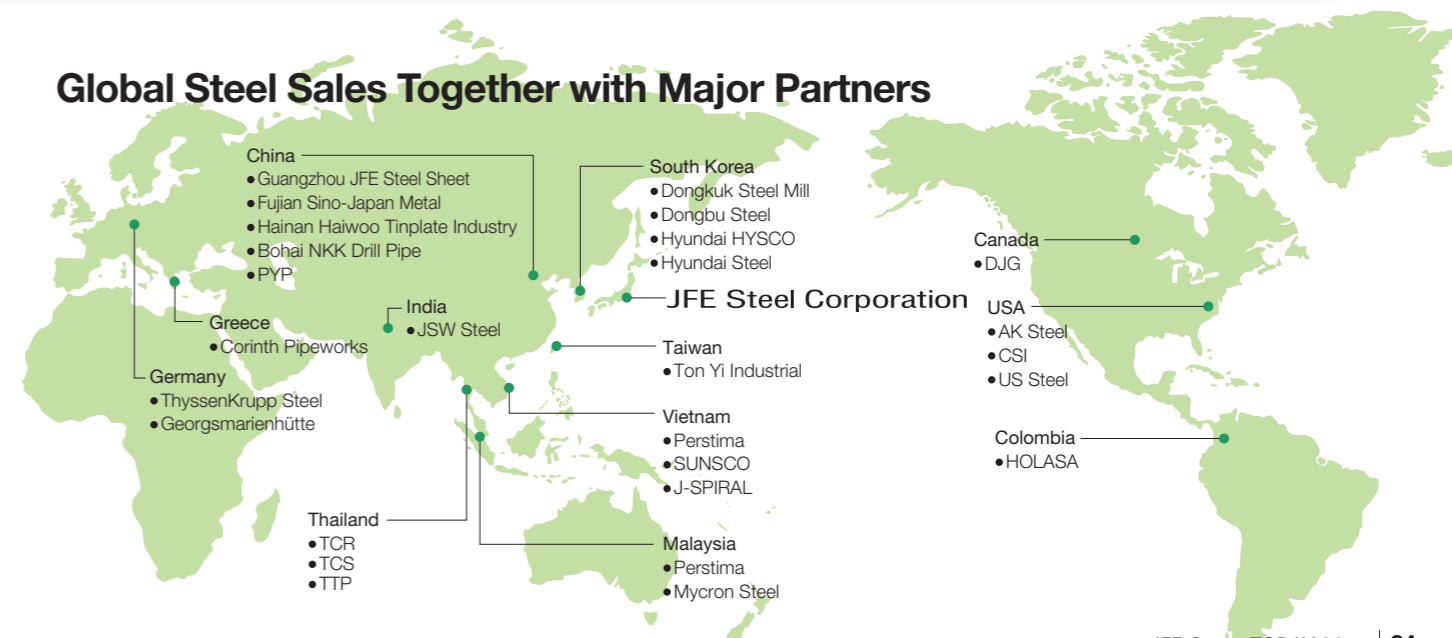 Global Steel Sales Together with Major Partners
China
●Guangzhou JFE Steel Sheet
●Fujian Sino-Japan Metal
●Hainan Haiwoo Tinplate Industry
●Bohai NKK Drill Pipe
●PYP
South Korea
●Dongkuk Steel Mill
●Dongbu Steel
●Hyundai HYSCO
●Hyundai Steel
JFE Steel Corporation
India
●JSW Steel
Greece
●Corinth Pipeworks
Germany
●ThyssenKrupp Steel
●Georgsmarienhütte
Taiwan
●Ton Yi Industrial
Vietnam
●Perstima
●SUNSCO
●J-SPIRAL
Thailand
●TCR
●TCS
●TTP
Malaysia
●Perstima
●Mycron Steel
Canada
●DJG
USA
●AK Steel
●CSI
●US Steel
Colombia
●HOLASA